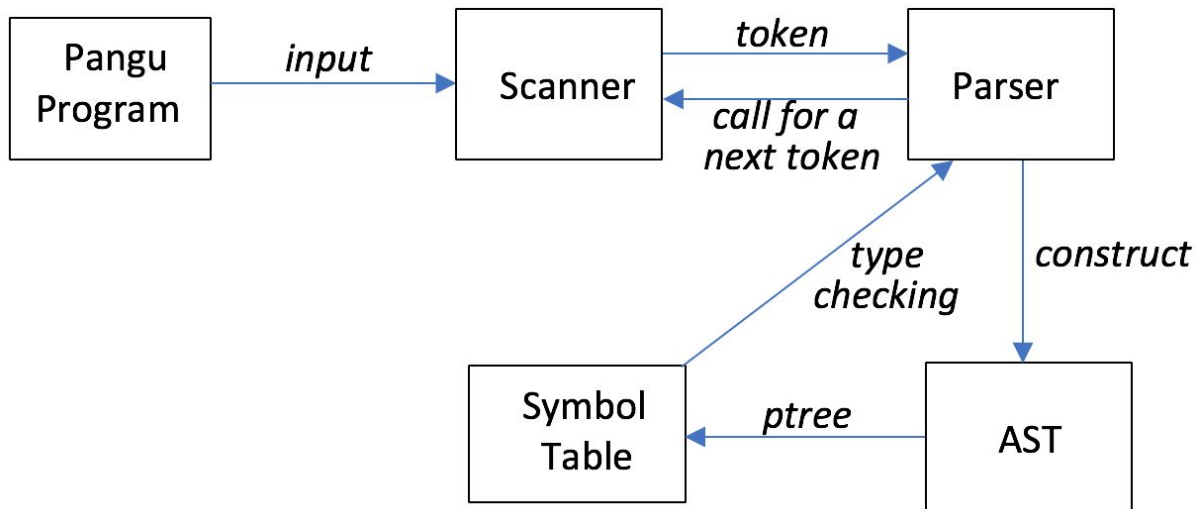 Pangu
Program
input
Scanner
token
call for a
next token
Parser
type
checking
construct
Symbol
Table
ptree
AST